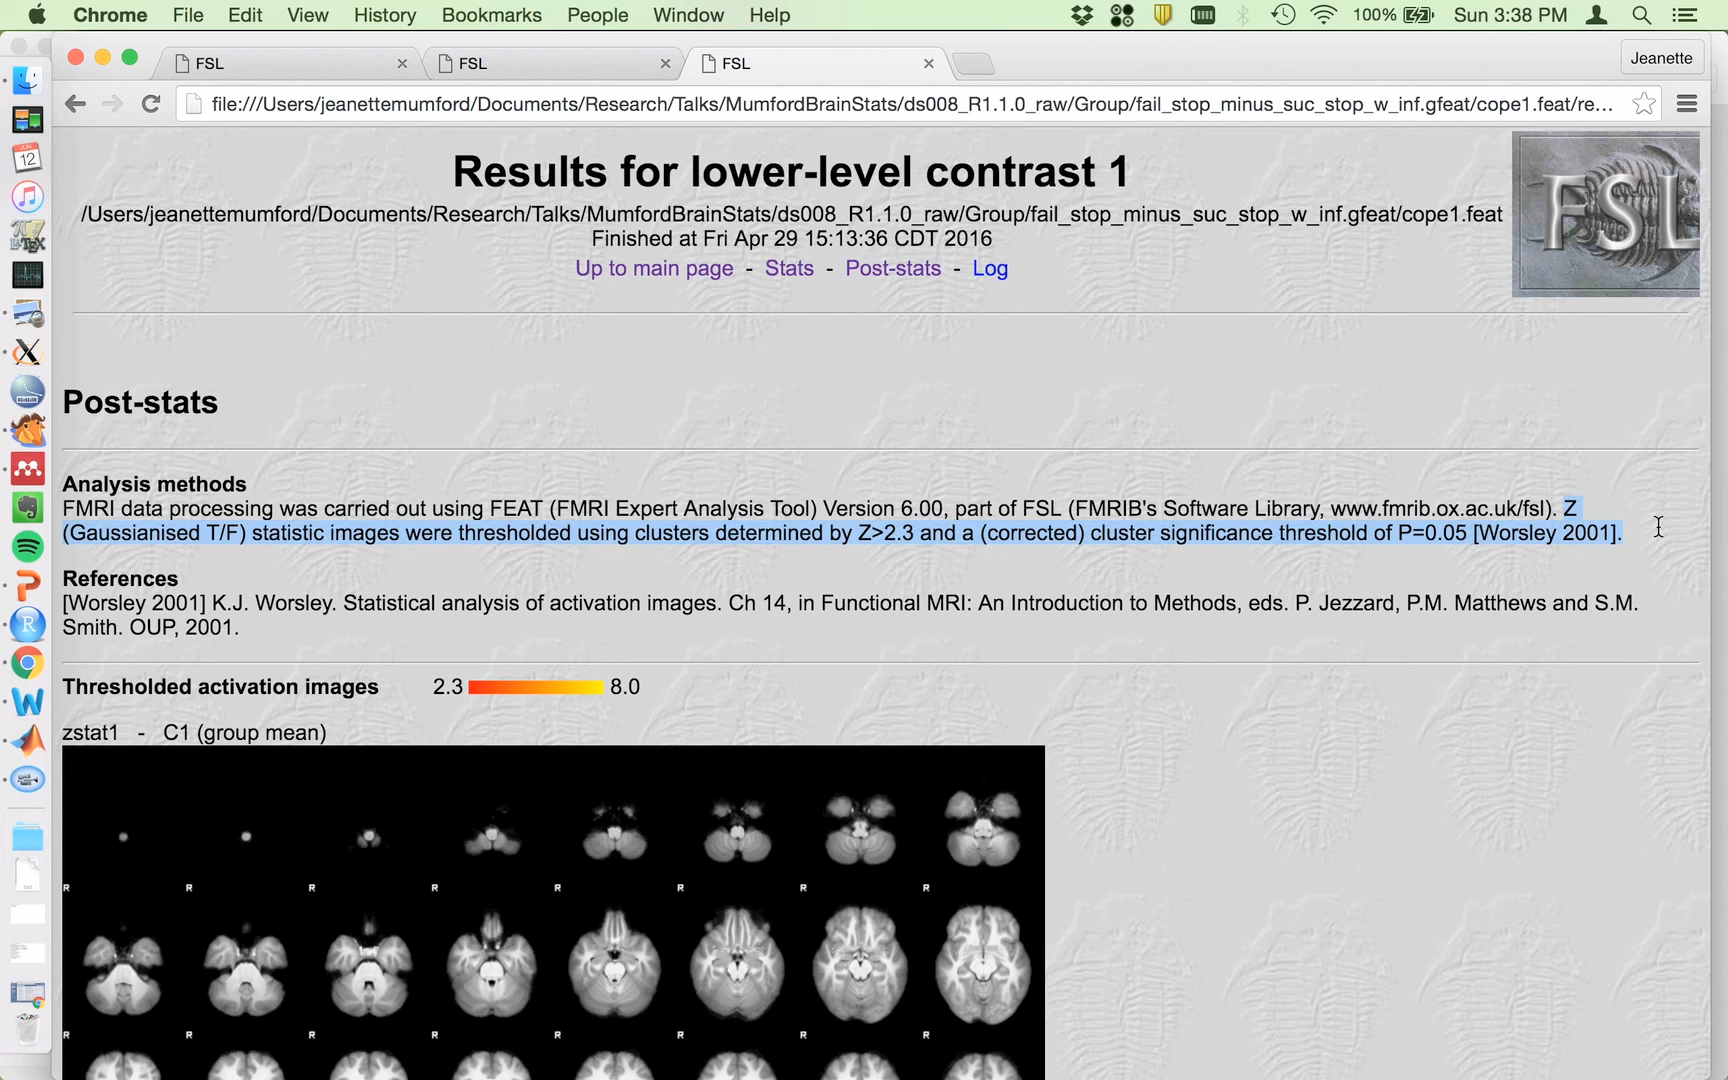 Chrome File Edit View History Bookmarks People Window Help 100% Sun 3:38 PM
FSL FSL FSL Jeanette
file:///Users/jeanettemumford/Documents/Research/Talks/MumfordBrainStats/ds008_R1.1.0_raw/Group/fail_stop_minus_suc_stop_w_inf.gfeat/cope1.feat/re...
Results for lower-level contrast 1
/Users/jeanettemumford/Documents/Research/Talks/MumfordBrainStats/ds008_R1.1.0_raw/Group/fail_stop_minus_suc_stop_w_inf.gfeat/cope1.feat
Finished at Fri Apr 29 15:13:36 CDT 2016
Up to main page - Stats - Post-stats - Log
FSL
Post-stats
Analysis methods
FMRI data processing was carried out using FEAT (FMRI Expert Analysis Tool) Version 6.00, part of FSL (FMRIB's Software Library, www.fmrib.ox.ac.uk/fsl). Z
(Gaussianised T/F) statistic images were thresholded using clusters determined by Z>2.3 and a (corrected) cluster significance threshold of P=0.05 [Worsley 2001].
References
[Worsley 2001] K.J. Worsley. Statistical analysis of activation images. Ch 14, in Functional MRI: An Introduction to Methods, eds. P. Jezzard, P.M. Matthews and S.M.
Smith. OUP, 2001.
Thresholded activation images 2.3 8.0
zstat1 - C1 (group mean)
R R R R R R R R
R R R R R R R R
12
TXT